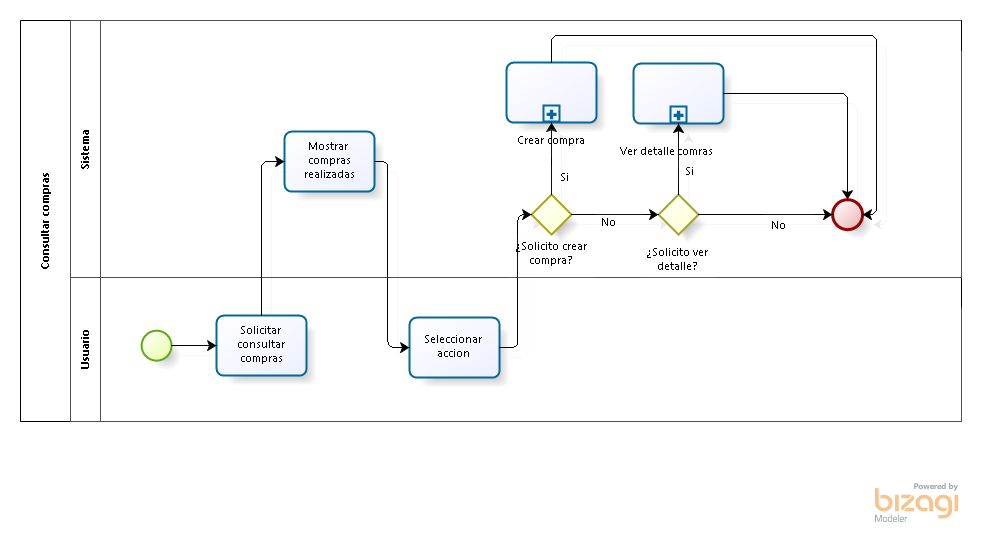 Consultar compras
Sistema
Usuario
Mostrar
compras
realizadas
Crear compra
Ver detalle comras
Si
Si
No
No
¿Solicito crear
compra?
¿Solicito ver
detalle?
Solicitar
consultar
compras
Seleccionar
accion
Powered by
bizagi
Modeler